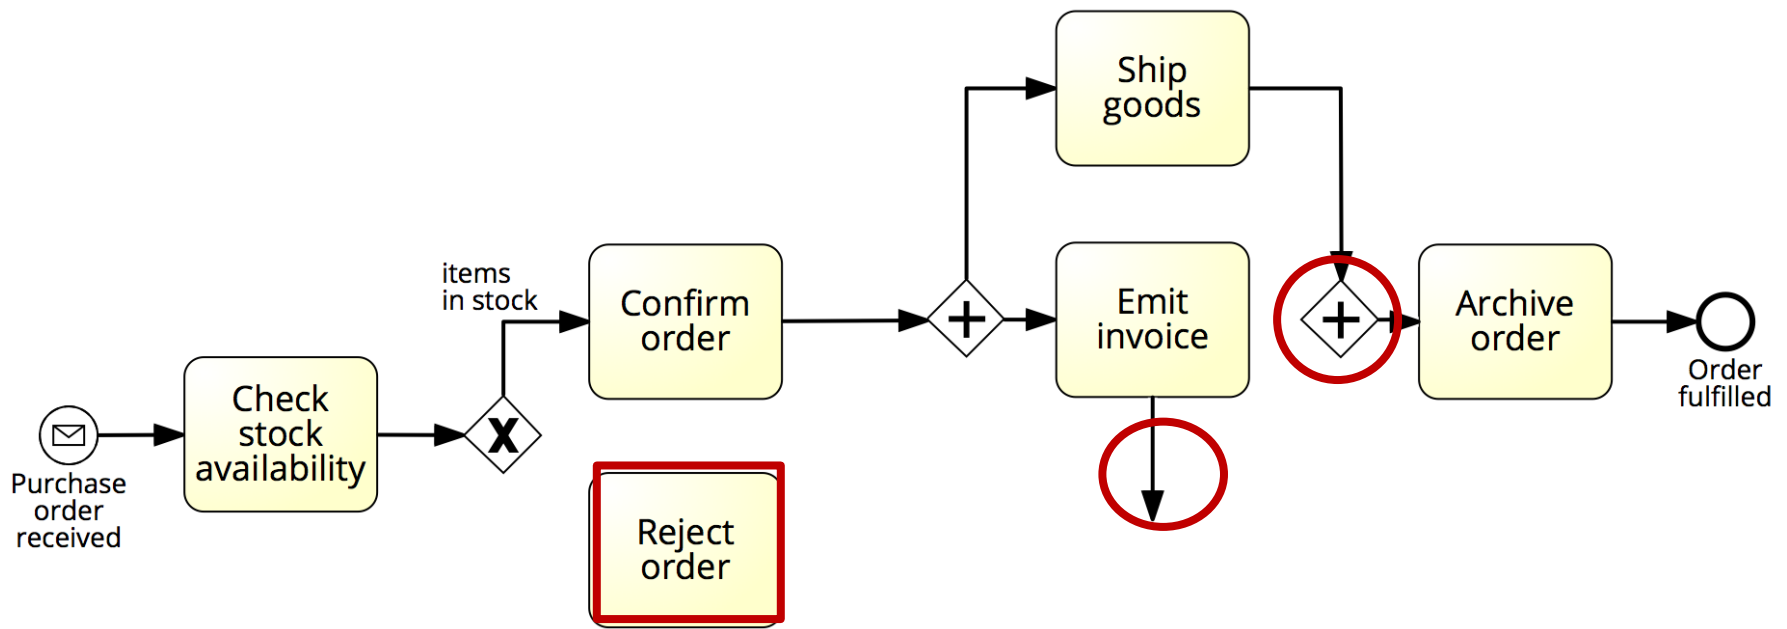 Purchase
order
received
Check
stock
availability
X
items
in stock
Confirm
order
Reject
order
+
Ship
goods
Emit
invoice
+
Archive
order
Order
fulfilled